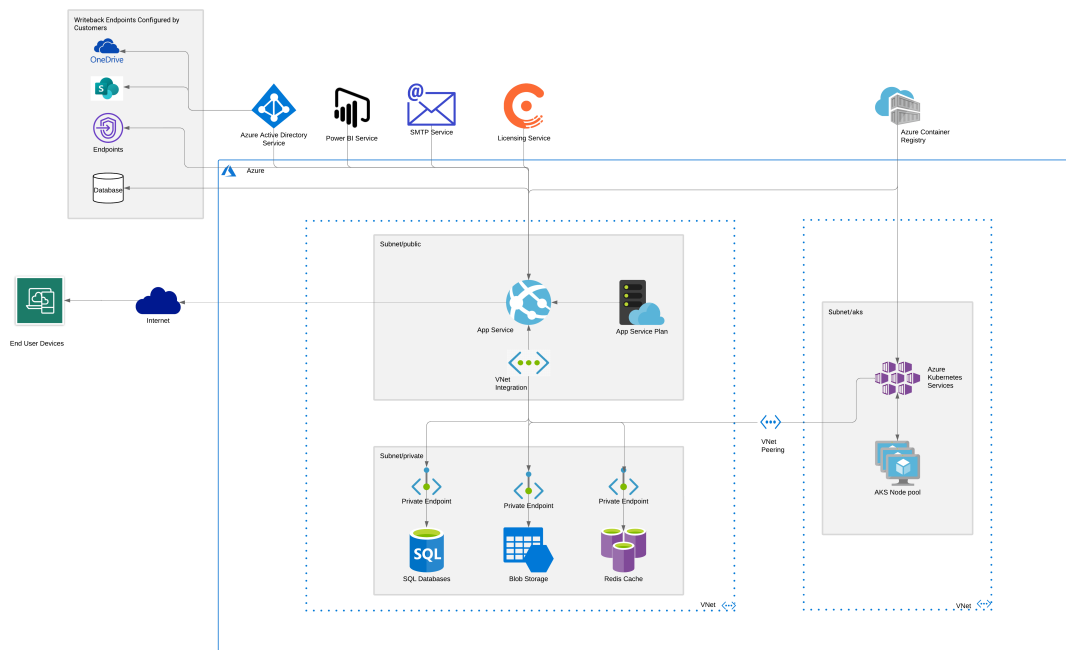 Writeback Endpoints Configured by
Customers
OneDrive
S
Endpoints
Database
Azure Active Directory
Service
Power BI Service
@
SMTP Service
Licensing Service
Azure Container
Registry
Azure
Subnet/public
App Service
App Service Plan
VNet
Integration
End User Devices
Internet
Subnet/private
Private Endpoint
Private Endpoint
Private Endpoint
SQL
SQL Databases
Blob Storage
Redis Cache
VNet
VNet
Peering
Subnet/aks
Azure
Kubernetes
Services
AKS Node pool
VNet